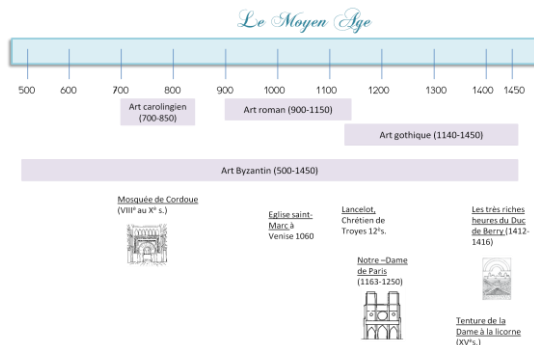 Le Moyen Age
500 600 700 800 900 1000 1100 1200 1300 1400 1450
Art carolingien
(700-850)
Art roman (900-1150)
Art gothique (1140-1450)
Art Byzantin (500-1450)
Mosquée de Cordoue
(VIIIᵉ au Xᵉ s.)
Eglise saint-
Marc à
Venise 1060
Lancelot,
Chrétien de
Troyes 12ᵉs.
Notre –Dame
de Paris
(1163-1250)
Les très riches
heures du Duc
de Berry (1412-
1416)
Tenture de la
Dame à la licorne
(XVᵉs.)